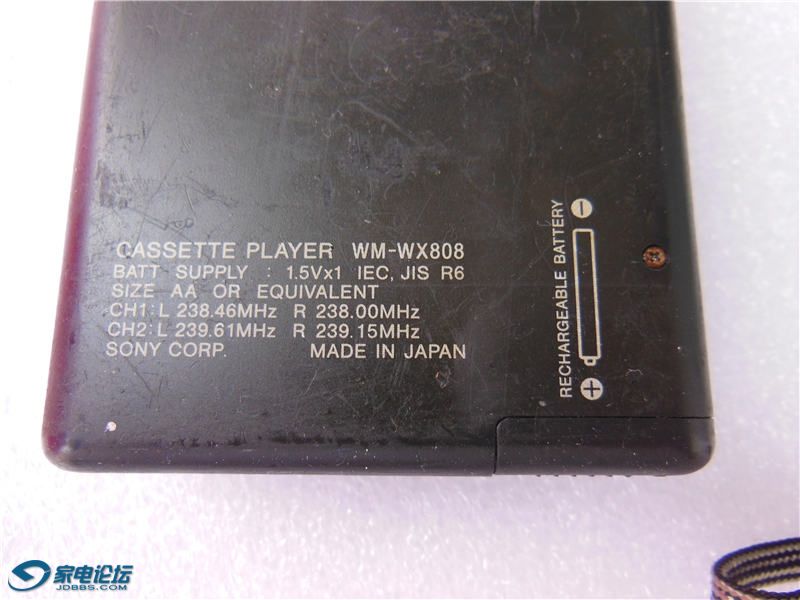 CASSETTE PLAYER WM-WX808
BATT SUPPLY : 1.5Vx1 IEC, JIS R6
SIZE AA OR EQUIVALENT
CH1: L 238.46MHz R 238.00MHz
CH2: L 239.61MHz R 239.15MHz
SONY CORP. MADE IN JAPAN
RECHARGEABLE BATTERY
家电论坛
JDBBS.COM